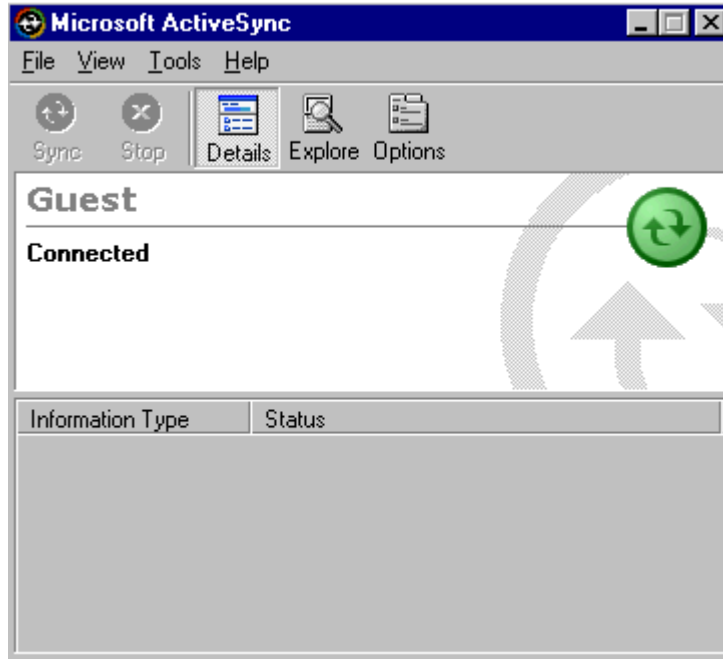 Microsoft ActiveSync
File View Tools Help
Sync Stop Details Explore Options
Guest
Connected
Information Type Status